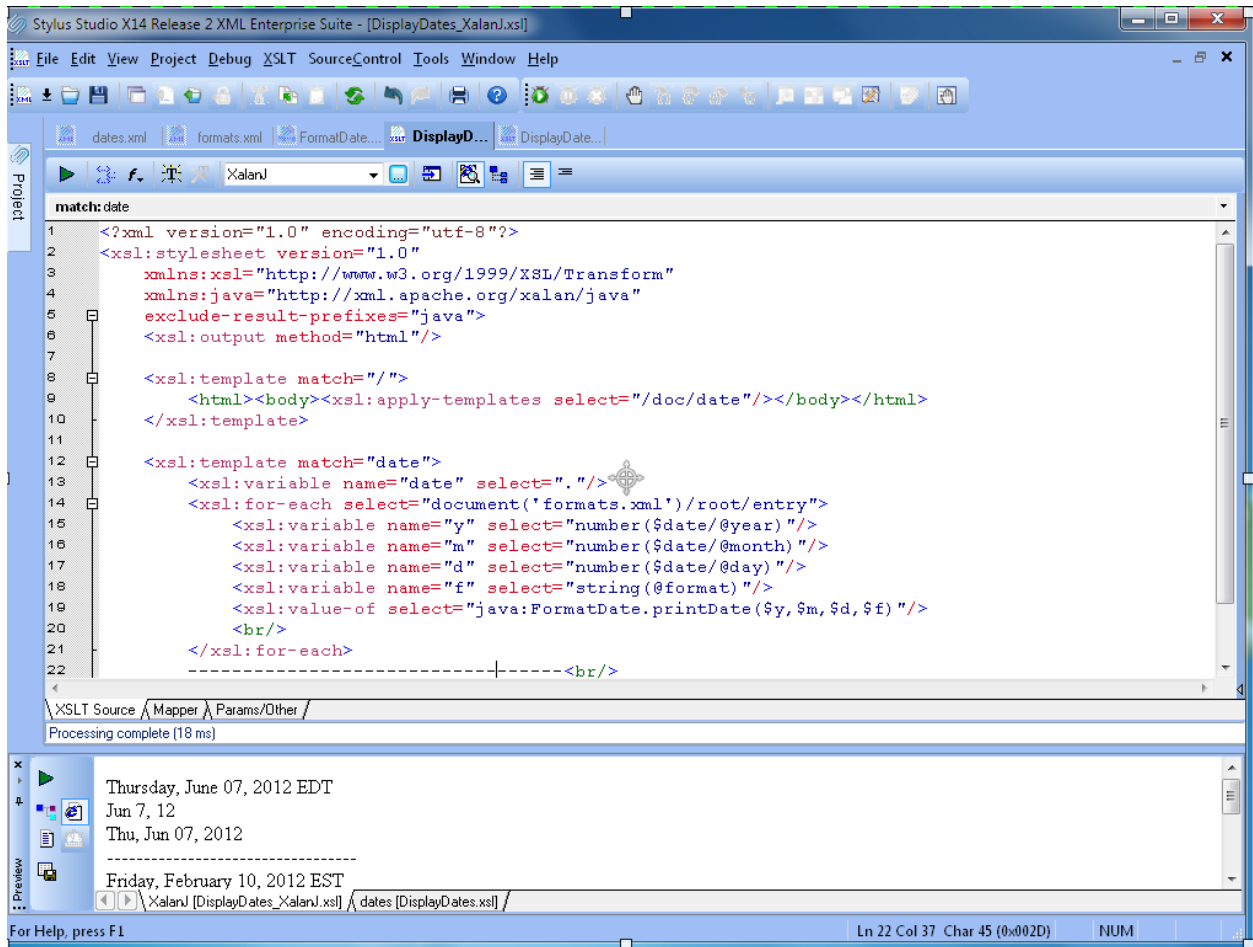 Stylus Studio X14 Release 2 XML Enterprise Suite - [DisplayDates_XalanJ.xsl]
File Edit View Project Debug XSLT SourceControl Tools Window Help
dates.xml formats.xml FormatDate.... DisplayD... DisplayDate...
Project
XalanJ
match: date
1 <?xml version="1.0" encoding="utf-8"?>
2 <xsl:stylesheet version="1.0"
3 xmlns:xsl="http://www.w3.org/1999/XSL/Transform"
4 xmlns:java="http://xml.apache.org/xalan/java"
5 exclude-result-prefixes="java">
6 <xsl:output method="html"/>
7
8 <xsl:template match="/">
9 <html><body><xsl:apply-templates select="/doc/date"/></body></html>
10 </xsl:template>
11
12 <xsl:template match="date">
13 <xsl:variable name="date" select="."/>
14 <xsl:for-each select="document('formats.xml')/root/entry">
15 <xsl:variable name="y" select="number($date/@year)"/>
16 <xsl:variable name="m" select="number($date/@month)"/>
17 <xsl:variable name="d" select="number($date/@day)"/>
18 <xsl:variable name="f" select="string(@format)"/>
19 <xsl:value-of select="java:FormatDate.printDate($y,$m,$d,$f)"/>
20 <br/>
21 </xsl:for-each>
22 ----------------------------------<br/>
XSLT Source Mapper Params/Other
Processing complete (18 ms)
Preview
Thursday, June 07, 2012 EDT
Jun 7, 12
Thu, Jun 07, 2012
----------------------------------
Friday, February 10, 2012 EST
XalanJ [DisplayDates_XalanJ.xsl] dates [DisplayDates.xsl]
For Help, press F1 Ln 22 Col 37 Char 45 (0x002D) NUM